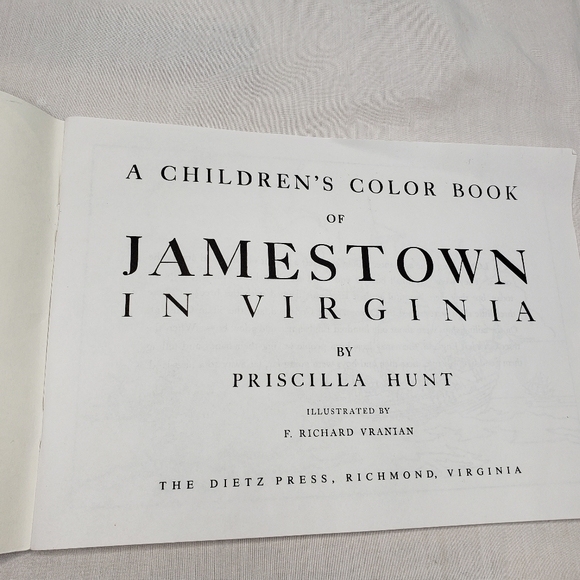 A CHILDREN'S COLOR BOOK
OF
JAMESTOWN
IN VIRGINIA
BY
PRISCILLA HUNT
ILLUSTRATED BY
F. RICHARD VRANIAN
THE DIETZ PRESS, RICHMOND, VIRGINIA